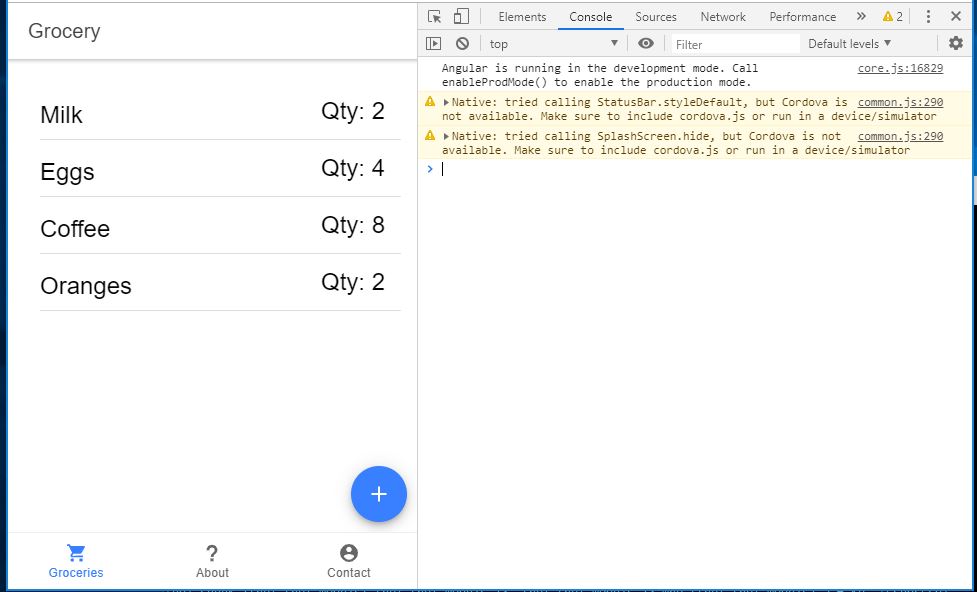 Grocery
Milk Qty: 2
Eggs Qty: 4
Coffee Qty: 8
Oranges Qty: 2
+
Groceries ? About Contact
Elements Console Sources Network Performance » 2
top Filter Default levels
Angular is running in the development mode. Call core.js:16829
enableProdMode() to enable the production mode.
Native: tried calling StatusBar.styleDefault, but Cordova is common.js:290
not available. Make sure to include cordova.js or run in a device/simulator
Native: tried calling SplashScreen.hide, but Cordova is not common.js:290
available. Make sure to include cordova.js or run in a device/simulator